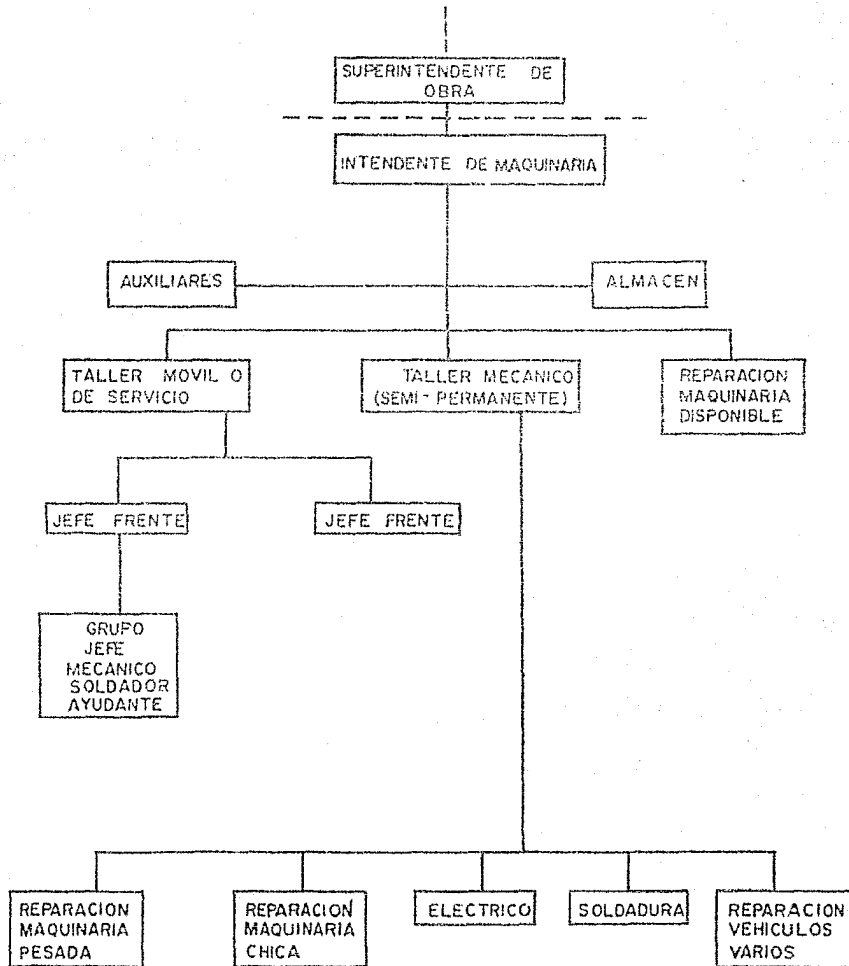 SUPERINTENDENTE DE
OBRA
INTENDENTE DE MAQUINARIA
AUXILIARES
ALMACEN
TALLER MOVIL O
DE SERVICIO
TALLER MECANICO
(SEMI-PERMANENTE)
REPARACION
MAQUINARIA
DISPONIBLE
JEFE FRENTE
JEFE FRENTE
GRUPO
JEFE
MECANICO
SOLDADOR
AYUDANTE
REPARACION
MAQUINARIA
PESADA
REPARACION
MAQUINARIA
CHICA
ELECTRICO
SOLDADURA
REPARACION
VEHICULOS
VARIOS